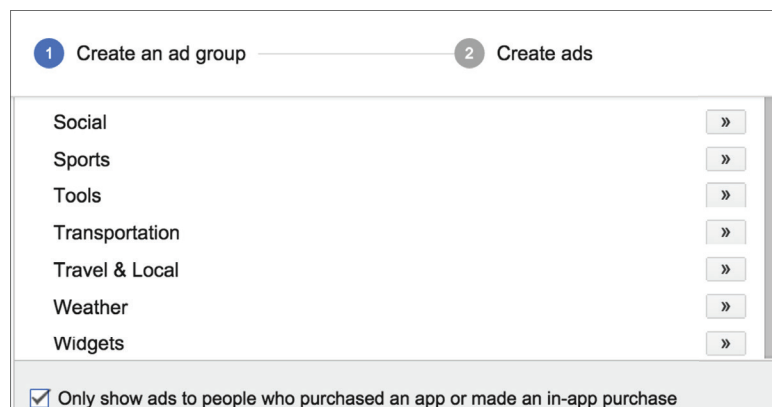 1 Create an ad group 2 Create ads
Social »
Sports »
Tools »
Transportation »
Travel & Local »
Weather »
Widgets »
Only show ads to people who purchased an app or made an in-app purchase